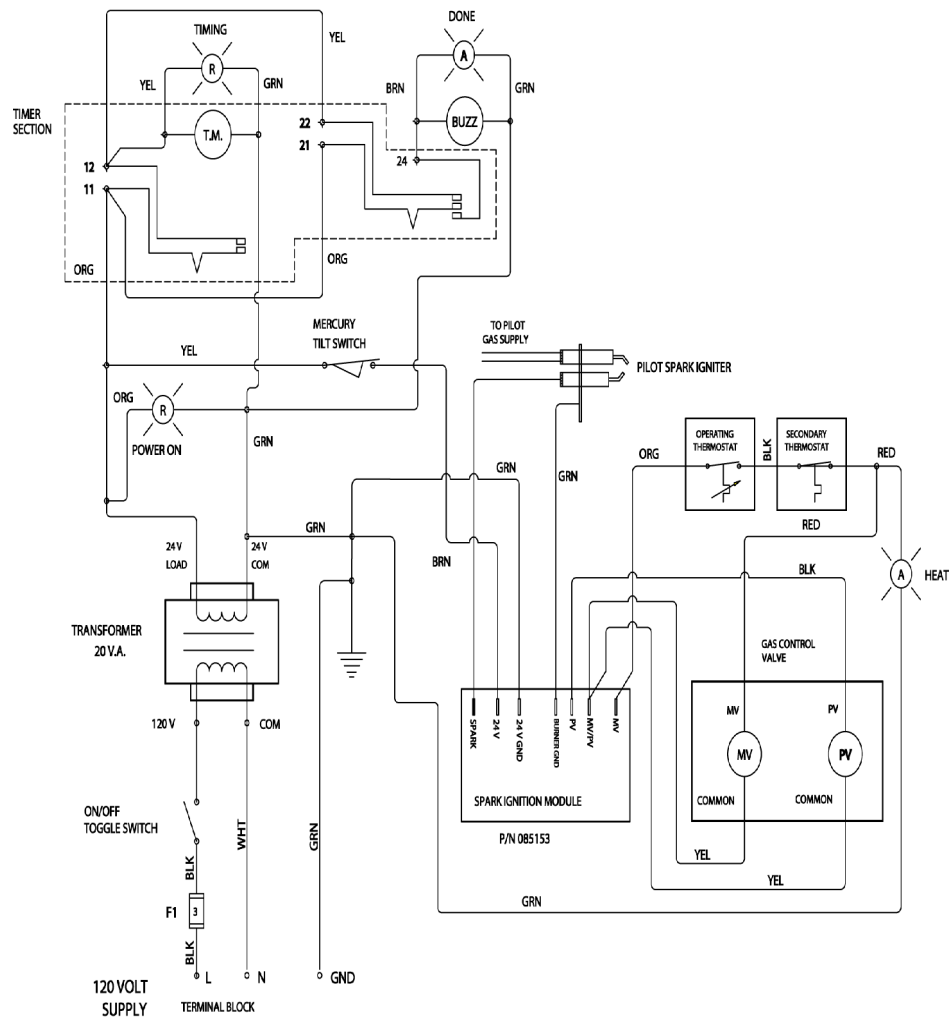 TIMING
R
YEL
GRN
YEL
DONE
A
BRN
GRN
BUZZ
TIMER
SECTION
T.M.
22
21
24
12
11
ORG
ORG
YEL
MERCURY
TILT SWITCH
TO PILOT
GAS SUPPLY
PILOT SPARK IGNITER
ORG
R
POWER ON
GRN
GRN
GRN
ORG
OPERATING
THERMOSTAT
BLK
SECONDARY
THERMOSTAT
RED
RED
GRN
BRN
BLK
A
HEAT
24 V
LOAD
24 V
COM
TRANSFORMER
20 V.A.
120 V
COM
GAS CONTROL
VALVE
SPARK
24 V
24 V GND
BURNER GND
PV
MV/PV
MV
SPARK IGNITION MODULE
P/N 085153
MV
PV
MV
PV
COMMON
COMMON
YEL
YEL
GRN
ON/OFF
TOGGLE SWITCH
BLK
WHT
GRN
F1
3
BLK
L
N
GND
120 VOLT
SUPPLY
TERMINAL BLOCK